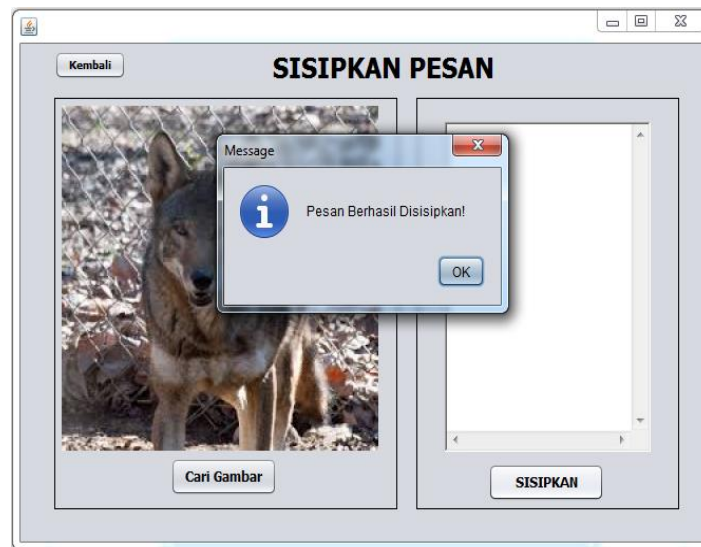 Kembali
SISIPKAN PESAN
Message
Pesan Berhasil Disisipkan!
OK
Cari Gambar
SISIPKAN